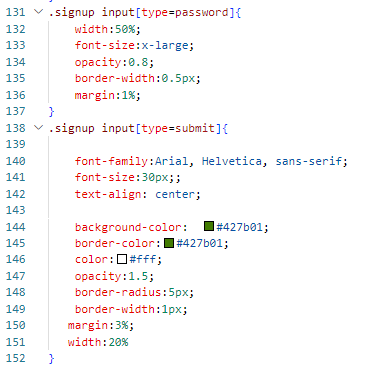 131 .signup input[type=password]{
132 width:50%;
133 font-size:x-large;
134 opacity:0.8;
135 border-width:0.5px;
136 margin:1%;
137 }
138 .signup input[type=submit]{
139
140 font-family:Arial, Helvetica, sans-serif;
141 font-size:30px;;
142 text-align: center;
143
144 background-color: #427b01;
145 border-color:#427b01;
146 color:#fff;
147 opacity:1.5;
148 border-radius:5px;
149 border-width:1px;
150 margin:3%;
151 width:20%
152 }